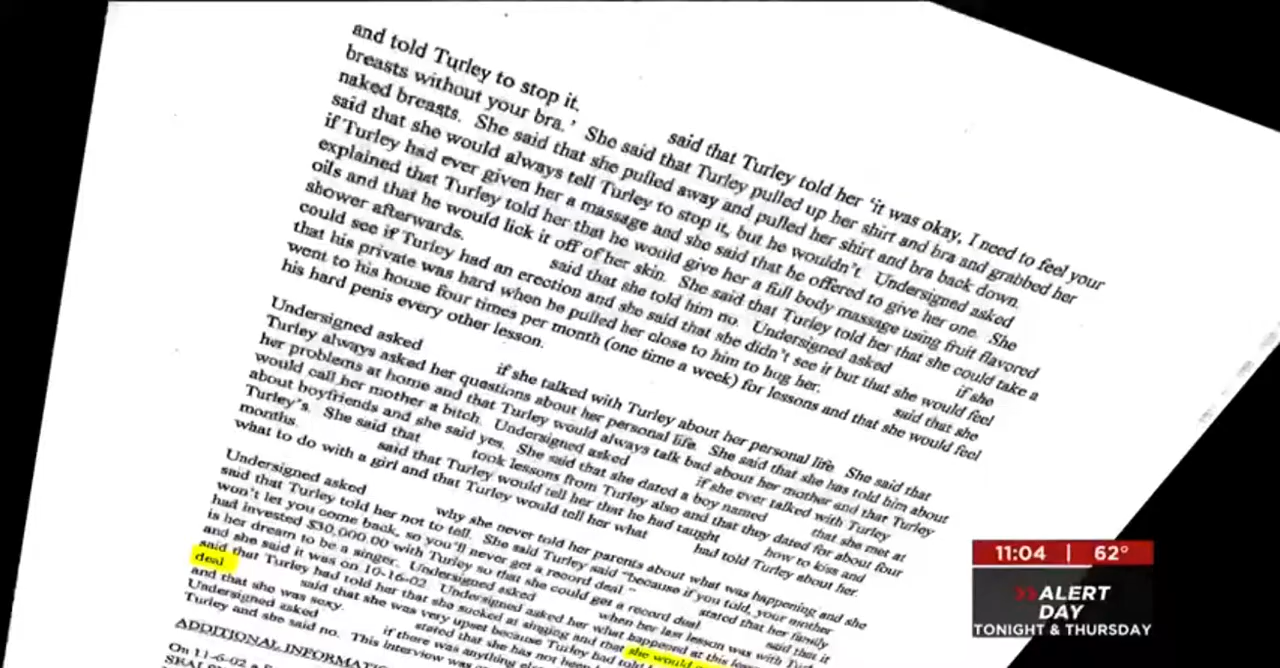 and told Turley to stop it. said that Turley told her 'it was okay, I need to feel your
breasts without your bra.' She said that Turley pulled up her shirt and bra and grabbed her
naked breasts. She said that she pulled away and pulled her shirt and bra back down.
said that she would always tell Turley to stop it, but he wouldn't. Undersigned asked
if Turley had ever given her a massage and she said that he offered to give her one. She
explained that Turley told her that he would give her a full body massage using fruit flavored
oils and that he would lick it off of her skin. She said that Turley told her that she could take a
shower afterwards. said that she told him no. Undersigned asked if she
could see if Turley had an erection and she said that she didn't see it but that she would feel
that his private was hard when he pulled her close to him to hug her. said that she
went to his house four times per month (one time a week) for lessons and that she would feel
his hard penis every other lesson.
Undersigned asked if she talked with Turley about her personal life. She said that
Turley always asked her questions about her personal life. She said that she has told him about
her problems at home and that Turley would always talk bad about her mother and that Turley
would call her mother a bitch. Undersigned asked if she ever talked with Turley
about boyfriends and she said yes. She said that she dated a boy named that she met at
Turley's. She said that took lessons from Turley also and that they dated for about four
months. said that Turley would tell her that he had taught how to kiss and
what to do with a girl and that Turley would tell her what had told Turley about her.
Undersigned asked why she never told her parents about what was happening and she
said that Turley told her not to tell. She said Turley said "because if you told, your mother
won't let you come back, so you'll never get a record deal." stated that her family
had invested $30,000.00 with Turley so that she could get a record deal said that it
is her dream to be a singer. Undersigned asked when her last lesson was with
and she said it was on 10-16-02. Undersigned asked her what happened at this
said that Turley had told her that she sucked at singing and that she would
deal
and that she was sexy. said that she was very upset because Turley had told
Undersigned asked stated that she has not been
Turley and she said no. if there was anything
This interview was
ADDITIONAL
On 11-6-02
11:04 | 62°
ALERT
DAY
TONIGHT & THURSDAY